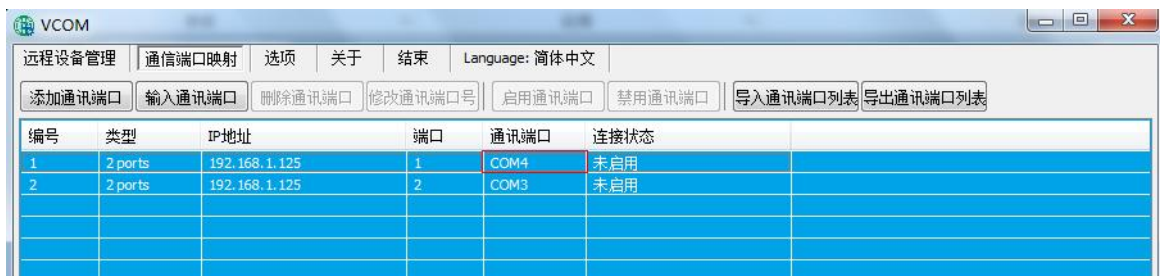 VCOM
远程设备管理 通信端口映射 选项 关于 结束 Language: 简体中文
添加通讯端口 输入通讯端口 删除通讯端口 修改通讯端口号 启用通讯端口 禁用通讯端口 导入通讯端口列表 导出通讯端口列表
编号 类型 IP地址 端口 通讯端口 连接状态
1 2 ports 192.168.1.125 1 COM4 未启用
2 2 ports 192.168.1.125 2 COM3 未启用